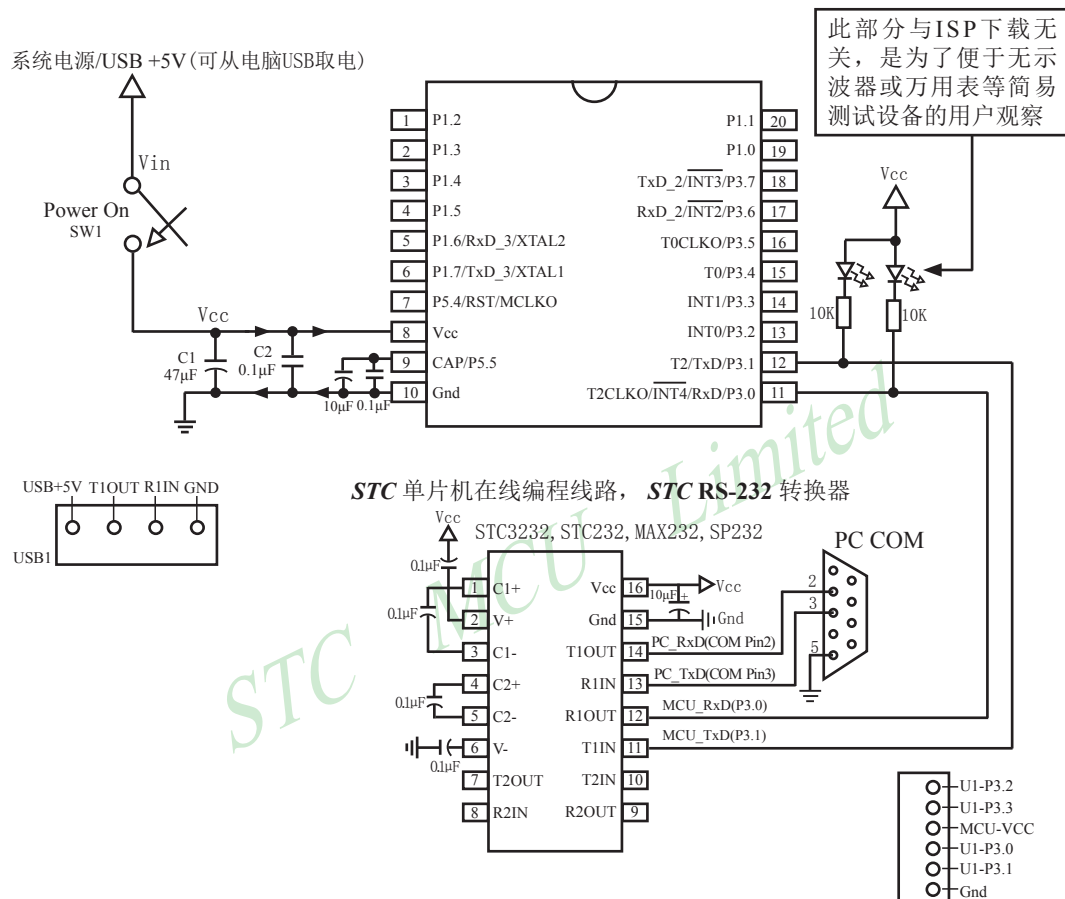 此部分与ISP下载无
关，是为了便于无示
波器或万用表等简易
测试设备的用户观察
系统电源/USB +5V(可从电脑USB取电)
Vin
Power On
SW1
Vcc
C1
47μF
C2
0.1μF
10μF 0.1μF
1 P1.2
2 P1.3
3 P1.4
4 P1.5
5 P1.6/RxD_3/XTAL2
6 P1.7/TxD_3/XTAL1
7 P5.4/RST/MCLKO
8 Vcc
9 CAP/P5.5
10 Gnd
P1.1 20
P1.0 19
TxD_2/INT3/P3.7 18
RxD_2/INT2/P3.6 17
T0CLKO/P3.5 16
T0/P3.4 15
INT1/P3.3 14
INT0/P3.2 13
T2/TxD/P3.1 12
T2CLKO/INT4/RxD/P3.0 11
Vcc
10K
10K
USB+5V T1OUT R1IN GND
USB1
STC 单片机在线编程线路， STC RS-232 转换器
STC3232,STC232,MAX232,SP232
Vcc
0.1μF
0.1μF
0.1μF
0.1μF
1 C1+
2 V+
3 C1-
4 C2+
5 C2-
6 V-
7 T2OUT
8 R2IN
Vcc 16
Gnd 15
T1OUT 14
R1IN 13
R1OUT 12
T1IN 11
T2IN 10
R2OUT 9
10μF +
Vcc
Gnd
PC_RxD(COM Pin2)
PC_TxD(COM Pin3)
MCU_RxD(P3.0)
MCU_TxD(P3.1)
PC COM
2
3
5
U1-P3.2
U1-P3.3
MCU-VCC
U1-P3.0
U1-P3.1
Gnd
STC MCU Limited